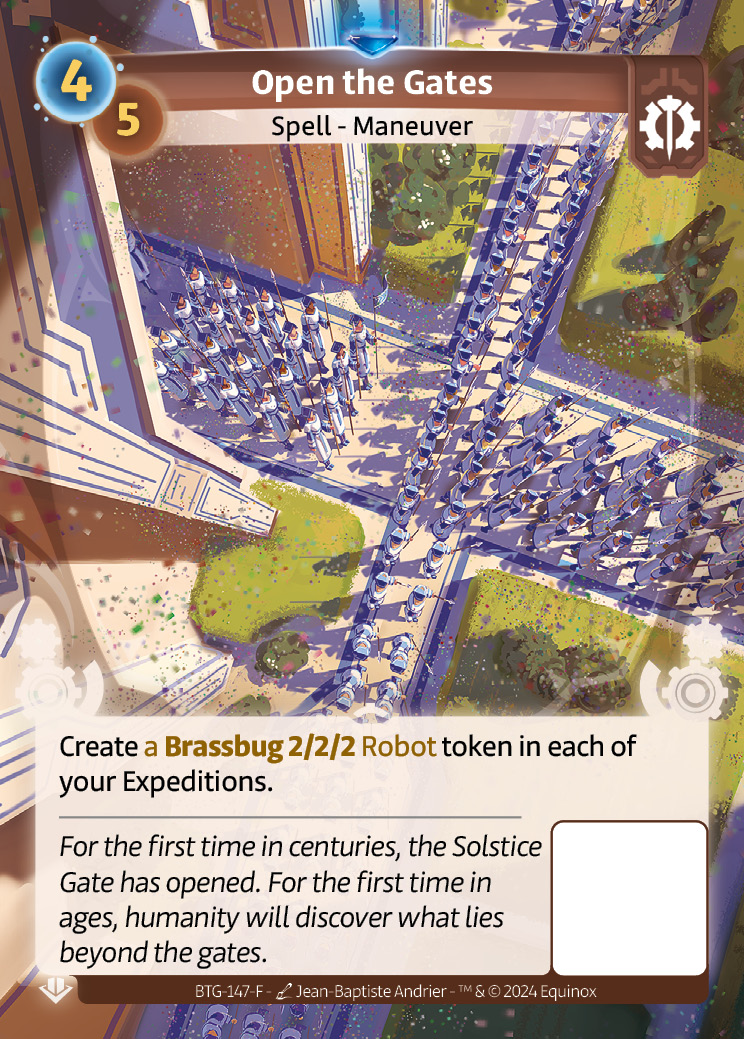 4
Open the Gates
5
Spell - Maneuver
Create a Brassbug 2/2/2 Robot token in each of
your Expeditions.
For the first time in centuries, the Solstice
Gate has opened. For the first time in
ages, humanity will discover what lies
beyond the gates.
BTG-147-F - Jean-Baptiste Andrier - ™ & © 2024 Equinox